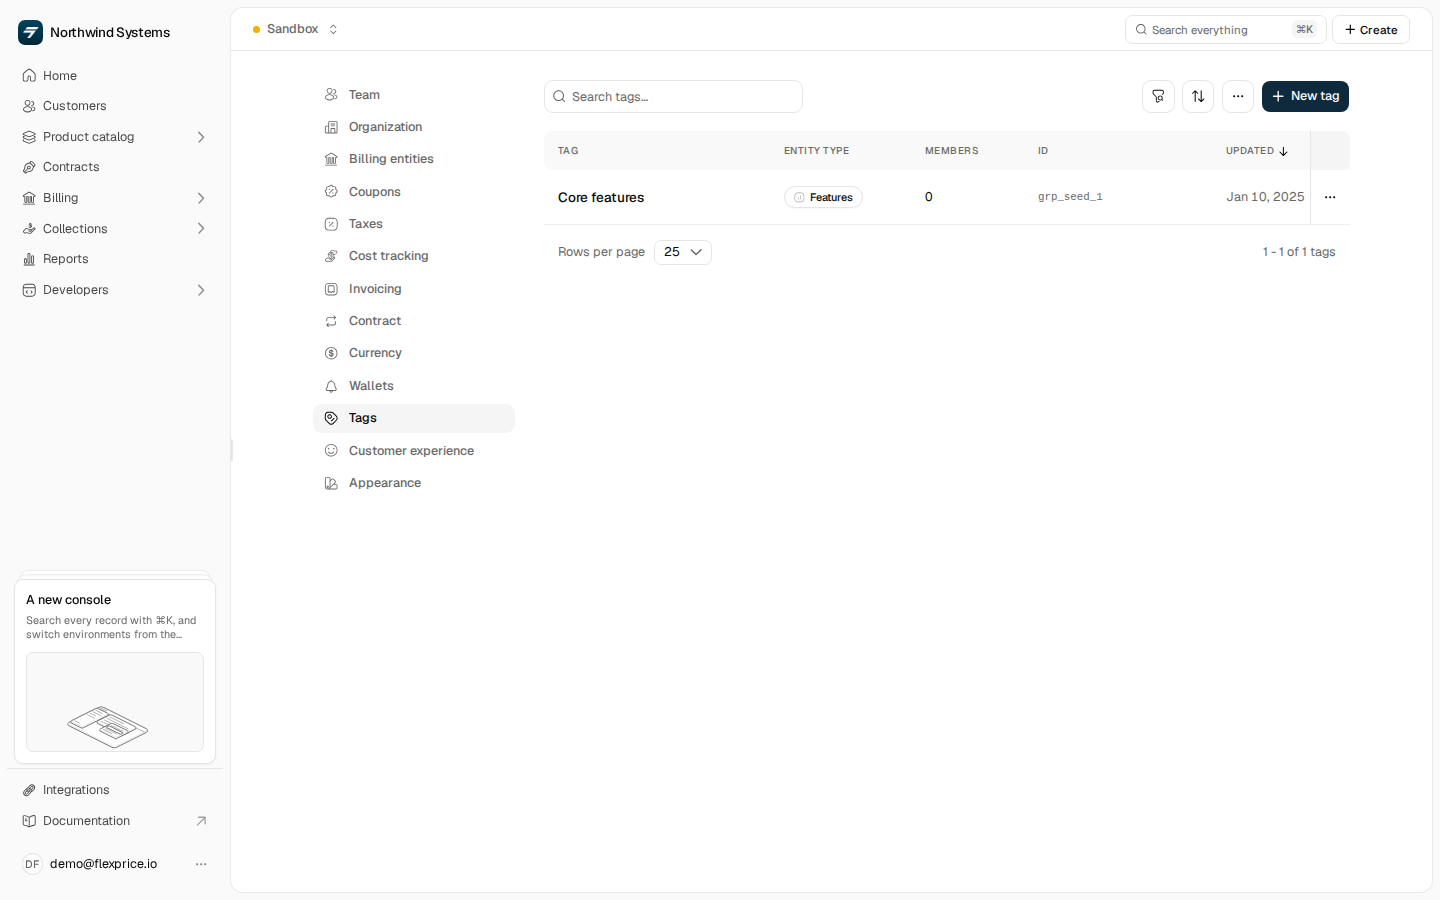 Northwind Systems
Home
Customers
Product catalog
Contracts
Billing
Collections
Reports
Developers
A new console
Search every record with ⌘K, and
switch environments from the...
Integrations
Documentation
DF demo@flexprice.io
Sandbox
Search everything ⌘K
Create
Team
Organization
Billing entities
Coupons
Taxes
Cost tracking
Invoicing
Contract
Currency
Wallets
Tags
Customer experience
Appearance
Search tags...
New tag
TAG ENTITY TYPE MEMBERS ID UPDATED
Core features Features 0 grp_seed_1 Jan 10, 2025
Rows per page 25 1 - 1 of 1 tags